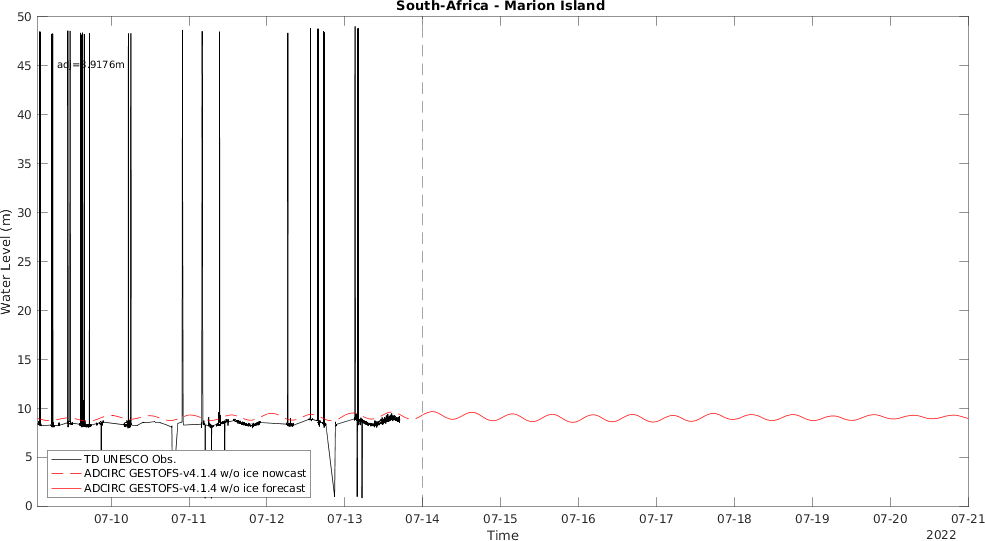 South-Africa - Marion Island
50
45
40
35
30
25
20
15
10
5
0
Water Level (m)
TD UNESCO Obs.
ADCIRC GESTOFS-v4.1.4 w/o ice nowcast
ADCIRC GESTOFS-v4.1.4 w/o ice forecast
07-10 07-11 07-12 07-13 07-14 07-15 07-16 07-17 07-18 07-19 07-20 07-21
Time
2022